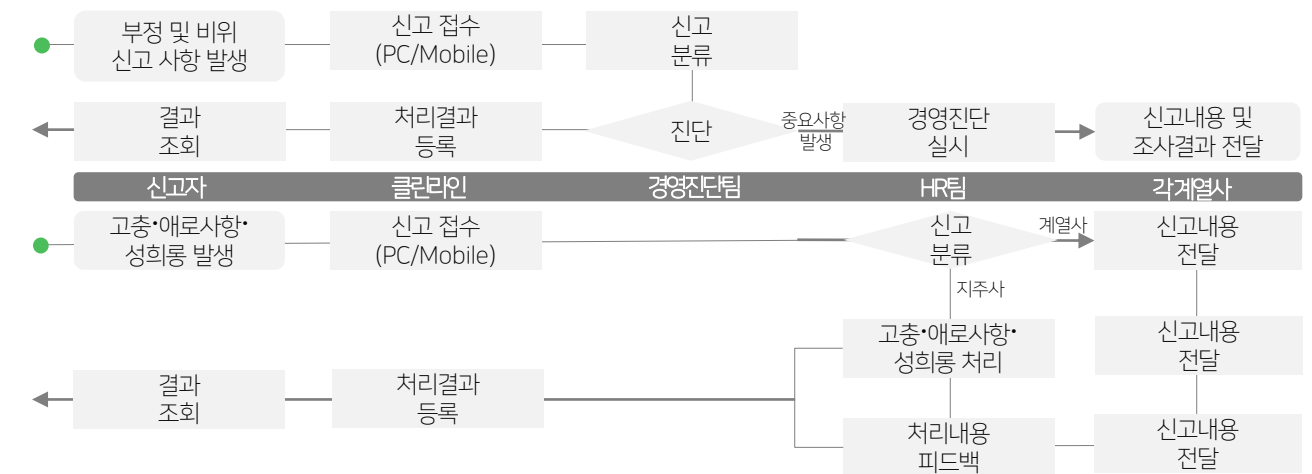 부정 및 비위
신고 사항 발생
신고 접수
(PC/Mobile)
신고
분류
결과
조회
처리결과
등록
진단
중요사항
발생
경영진단
실시
신고내용 및
조사결과 전달
신고자
클린라인
경영진단팀
HR팀
각계열사
고충•애로사항•
성희롱 발생
신고 접수
(PC/Mobile)
신고
분류
계열사
신고내용
전달
지주사
고충•애로사항•
성희롱 처리
신고내용
전달
결과
조회
처리결과
등록
처리내용
피드백
신고내용
전달